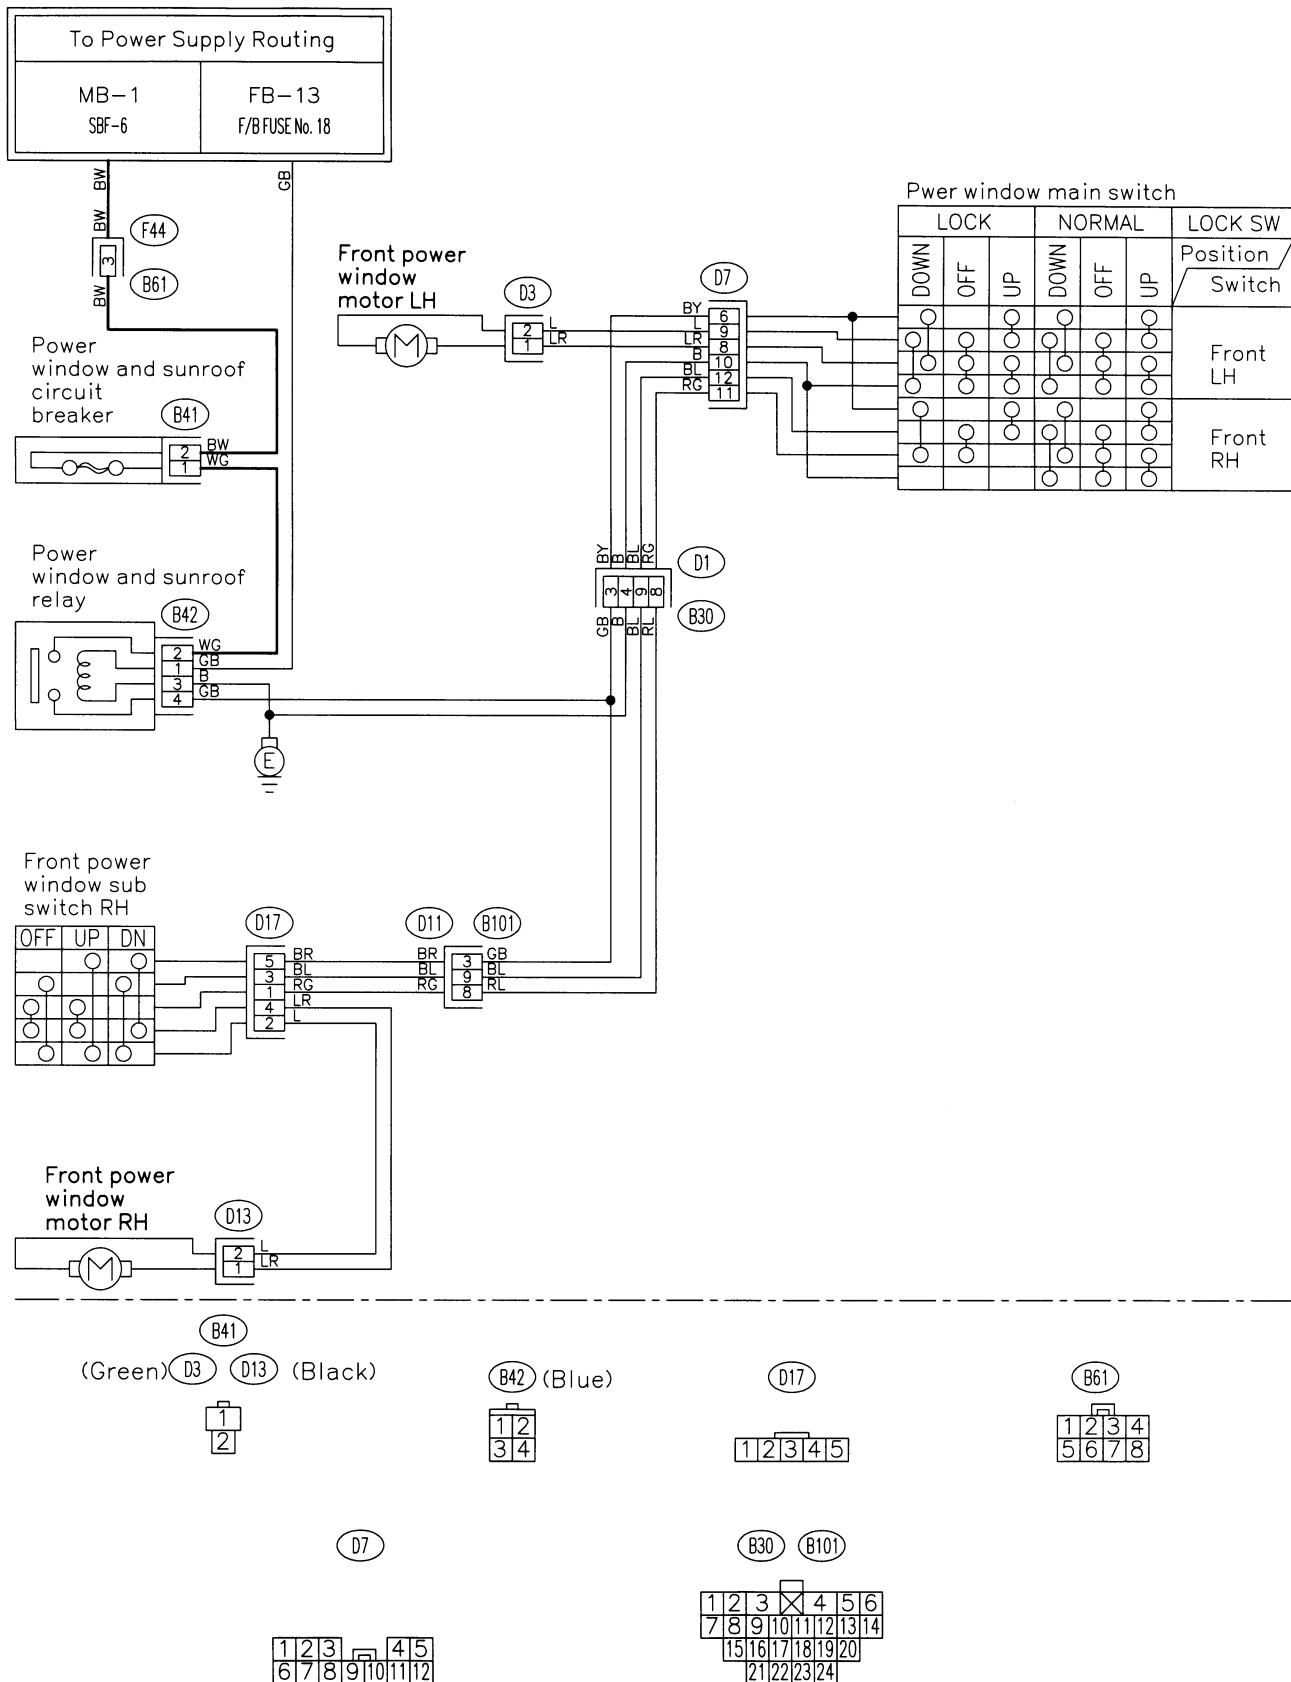 To Power Supply Routing
MB-1
SBF-6
FB-13
F/B FUSE No. 18
BW
GB
BW
F44
3
B61
BW
Power
window and sunroof
circuit
breaker
B41
2
BW
1
WG
Power
window and sunroof
relay
B42
2
WG
1
GB
3
B
4
GB
E
Front power
window
motor LH
M
D3
2
L
1
LR
D7
BY
6
L
9
LR
8
B
10
BL
12
RG
11
Pwer window main switch
LOCK
NORMAL
LOCK SW
DOWN
OFF
UP
DOWN
OFF
UP
Position
Switch
Front
LH
Front
RH
BY
B
BL
RG
D1
3
4
9
8
B30
GB
B
BL
RL
Front power
window sub
switch RH
OFF UP DN
D17
5
BR
3
BL
1
RG
4
LR
2
L
D11
B101
BR
3
GB
BL
9
BL
RG
8
RL
Front power
window
motor RH
M
D13
2
L
1
LR
B41
(Green) D3 D13 (Black)
1
2
B42 (Blue)
1 2
3 4
D17
1 2 3 4 5
B61
1 2 3 4
5 6 7 8
D7
1 2 3 4 5
6 7 8 9 10 11 12
B30 B101
1 2 3 4 5 6
7 8 9 10 11 12 13 14
15 16 17 18 19 20
21 22 23 24